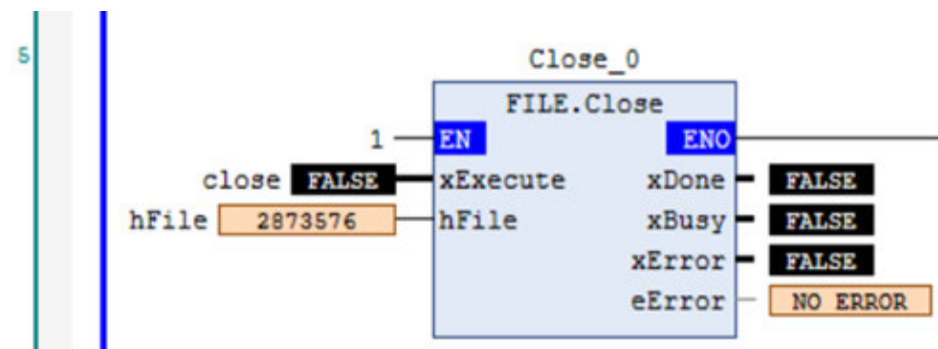 5
Close_0
FILE.Close
1 EN ENO
close FALSE xExecute xDone FALSE
hFile 2873576 hFile xBusy FALSE
xError FALSE
eError NO ERROR